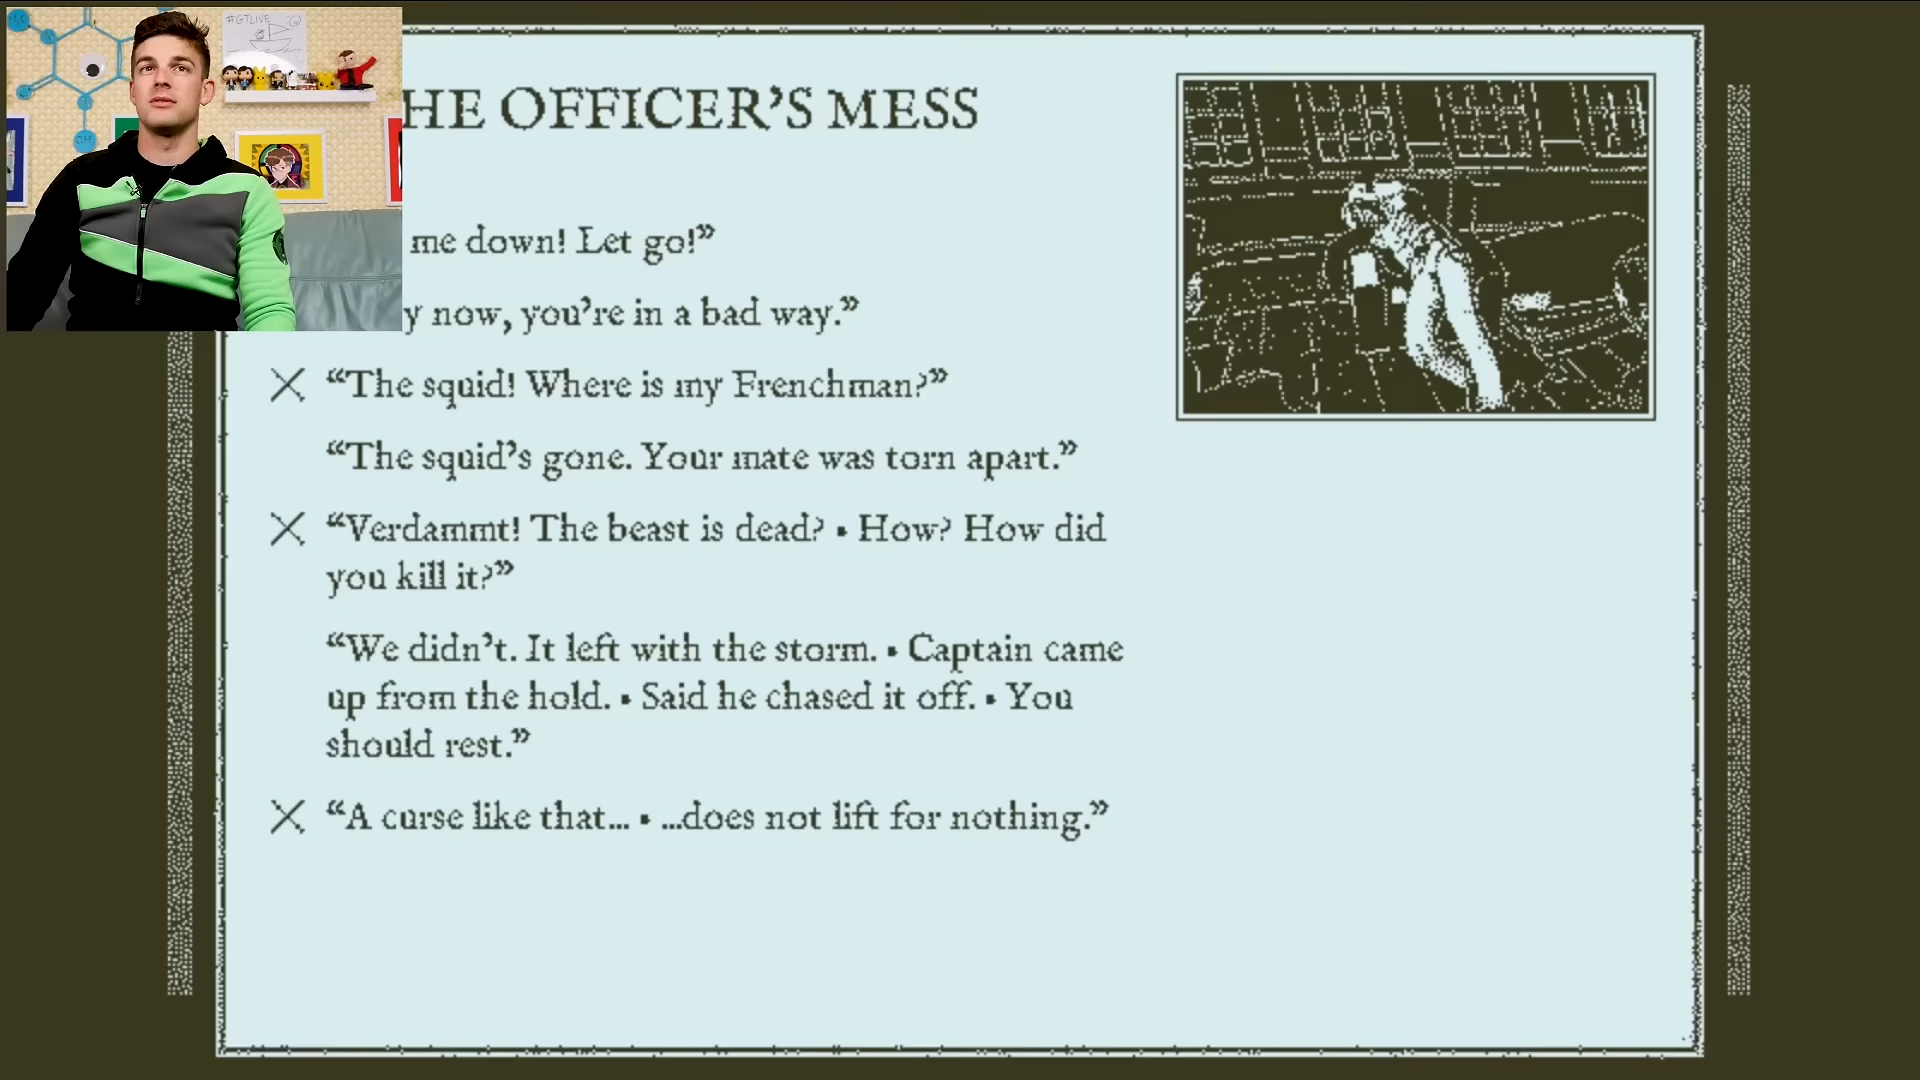 #GTLIVE
HE OFFICER'S MESS
me down! Let go!”
y now, you're in a bad way.”
“The squid! Where is my Frenchman?”
“The squid's gone. Your mate was torn apart.”
“Verdammt! The beast is dead? • How? How did
you kill it?”
“We didn't. It left with the storm. • Captain came
up from the hold. • Said he chased it off. • You
should rest.”
“A curse like that... • ...does not lift for nothing.”